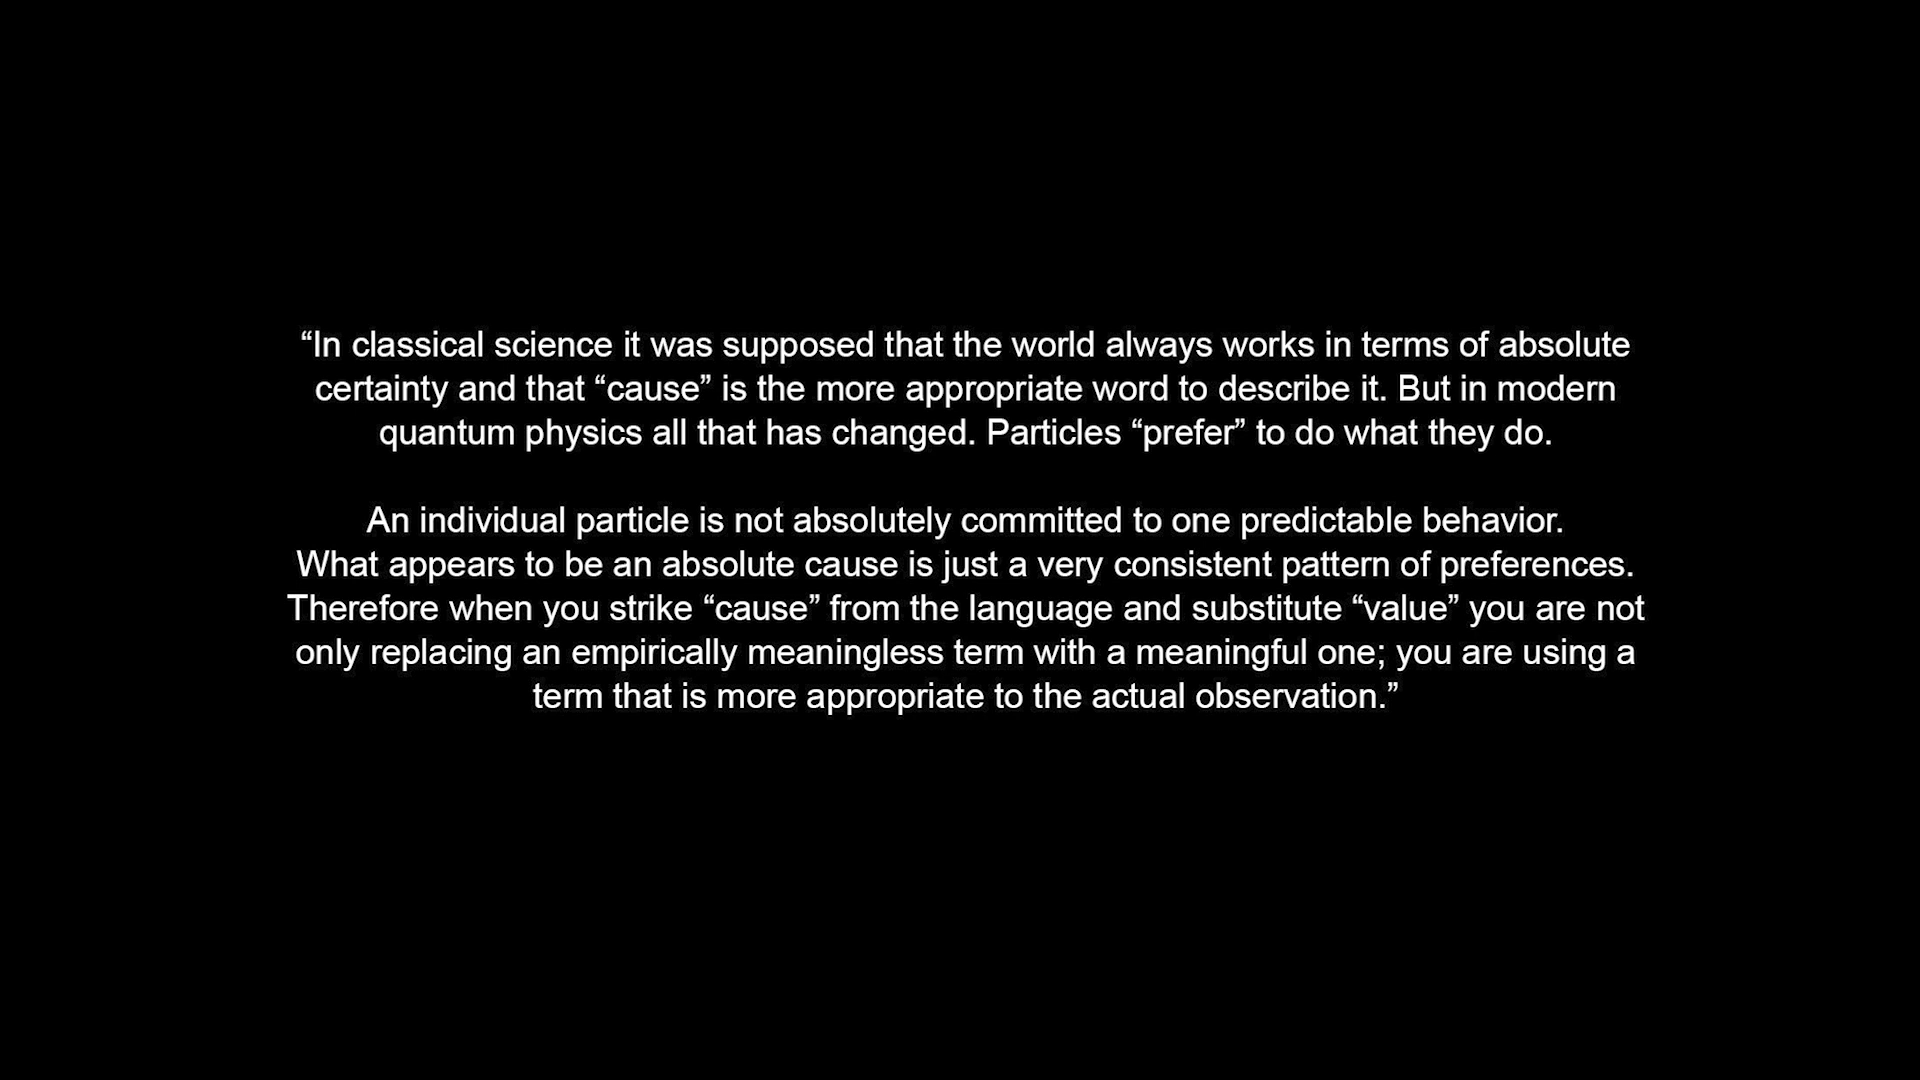 “In classical science it was supposed that the world always works in terms of absolute
certainty and that “cause” is the more appropriate word to describe it. But in modern
quantum physics all that has changed. Particles “prefer” to do what they do.
An individual particle is not absolutely committed to one predictable behavior.
What appears to be an absolute cause is just a very consistent pattern of preferences.
Therefore when you strike “cause” from the language and substitute “value” you are not
only replacing an empirically meaningless term with a meaningful one; you are using a
term that is more appropriate to the actual observation.”